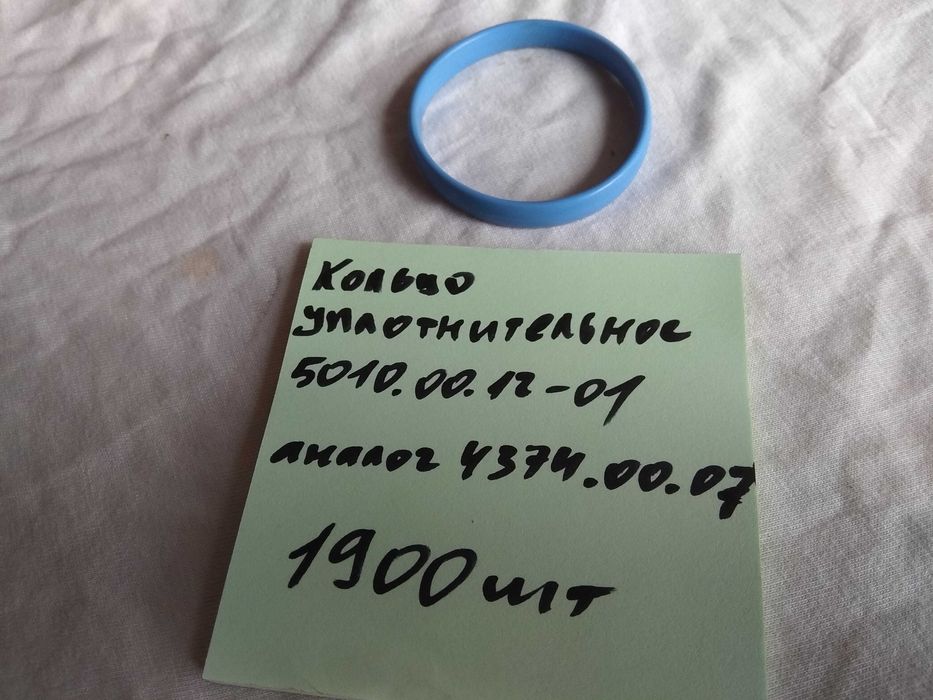 Кольцо
уплотнительное
5010.00.12-01
аналог 4374.00.07
1900 шт